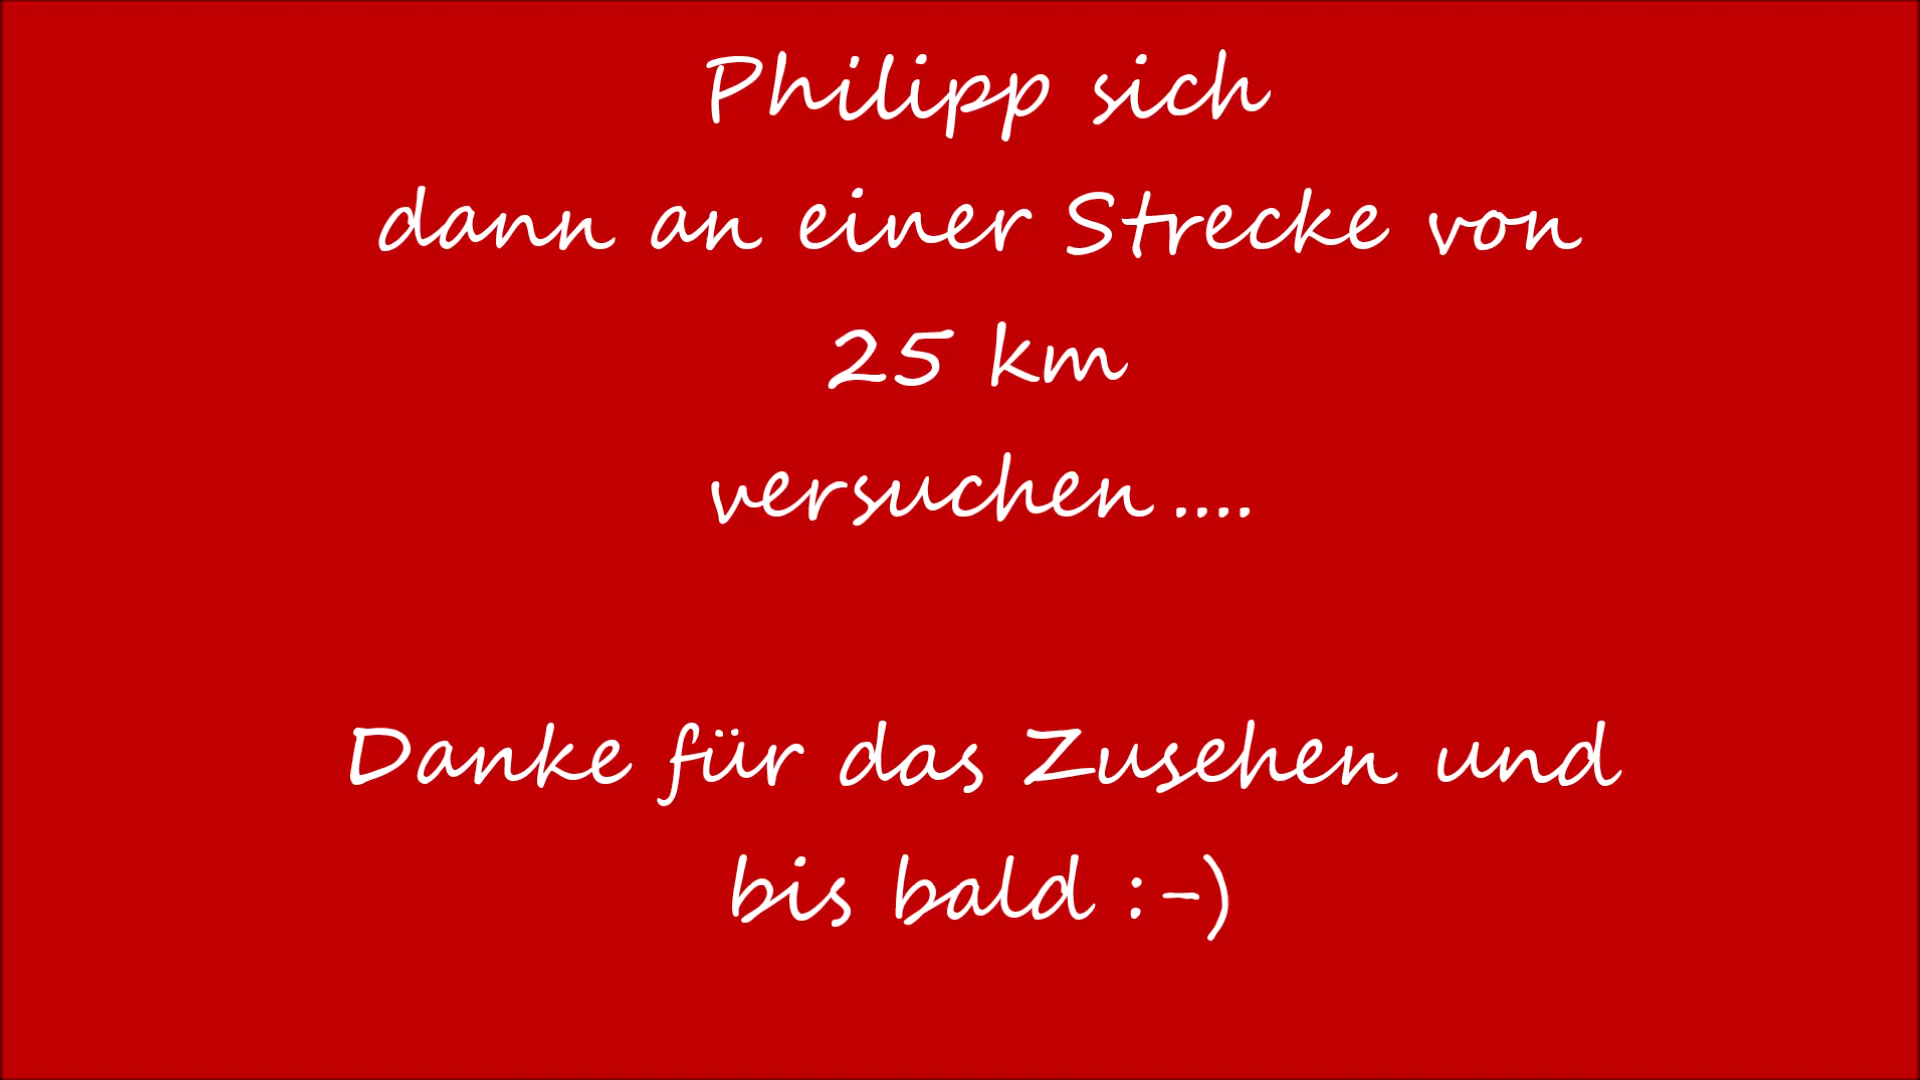 Philipp sich
dann an einer Strecke von
25 km
versuchen ....
Danke für das Zusehen und
bis bald :-)